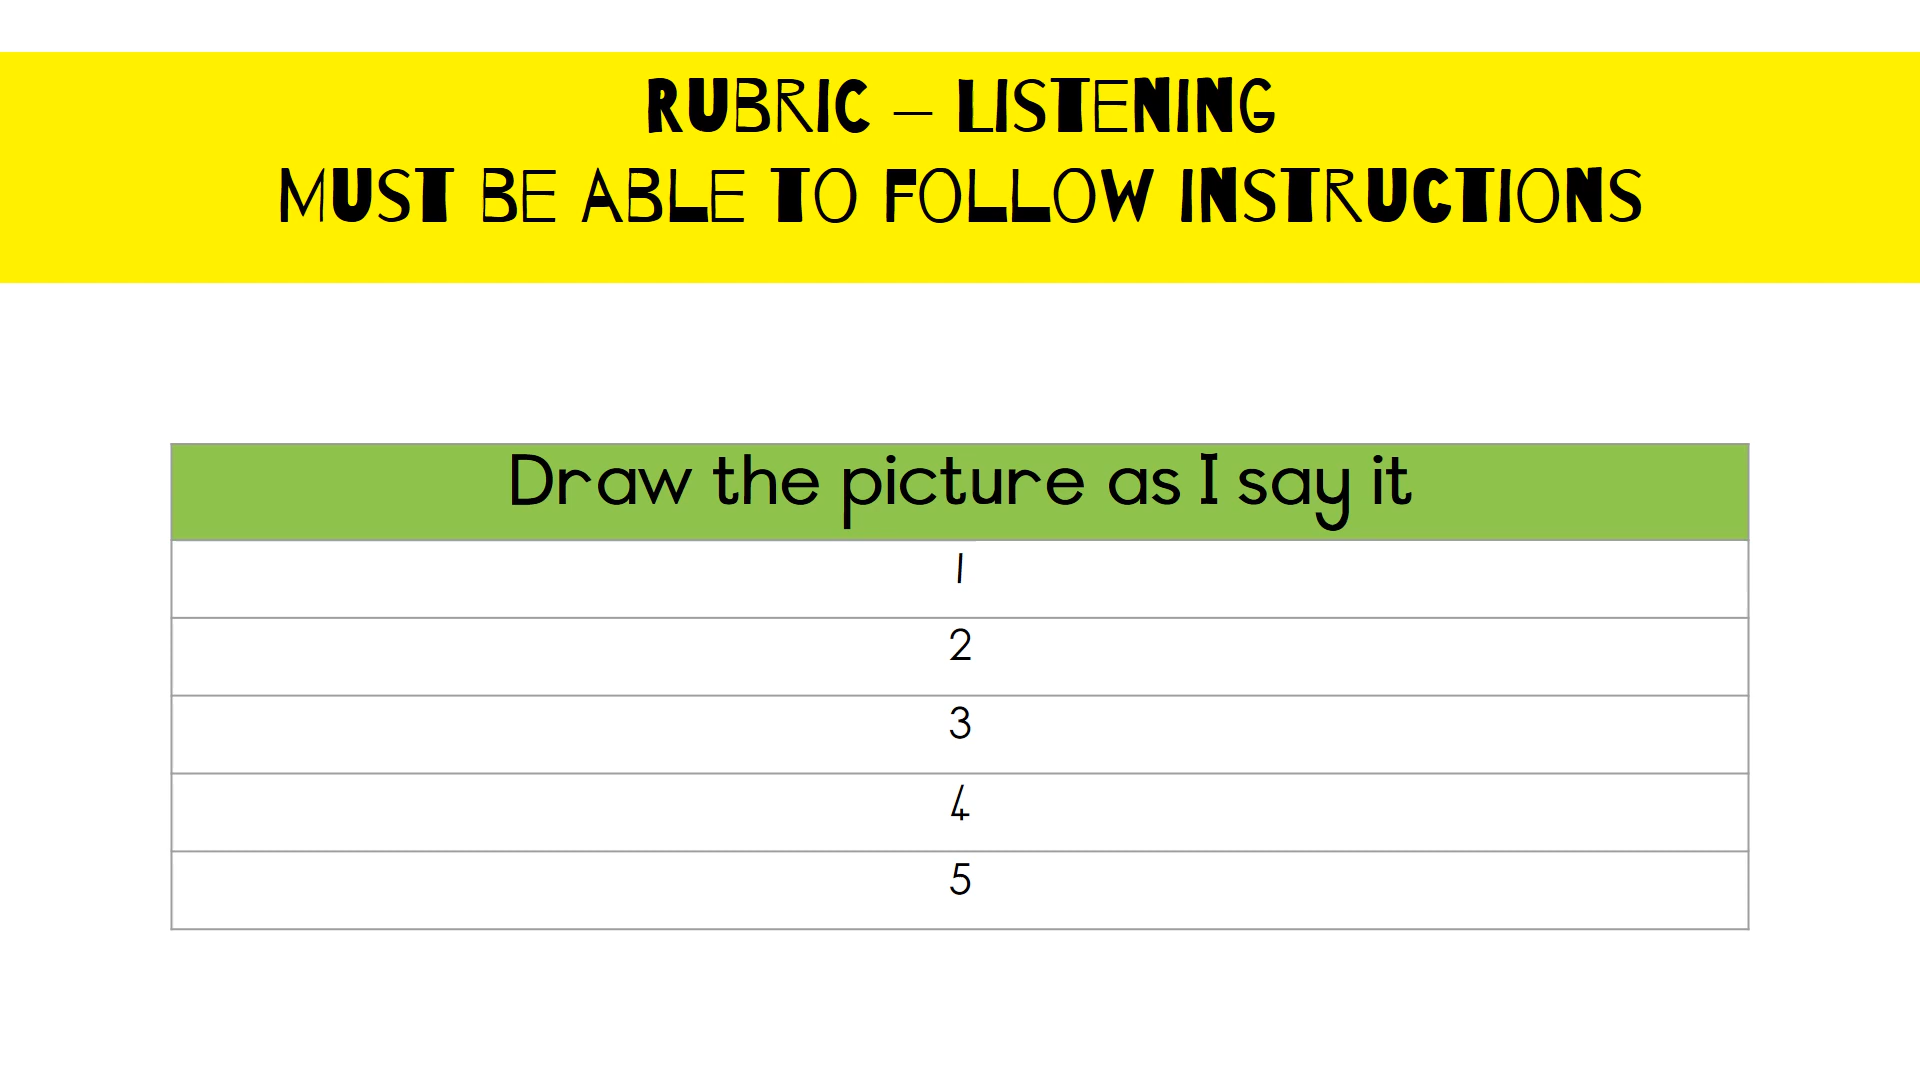 RUBRIC – LISTENING
MUST BE ABLE TO FOLLOW INSTRUCTIONS
Draw the picture as I say it
1
2
3
4
5